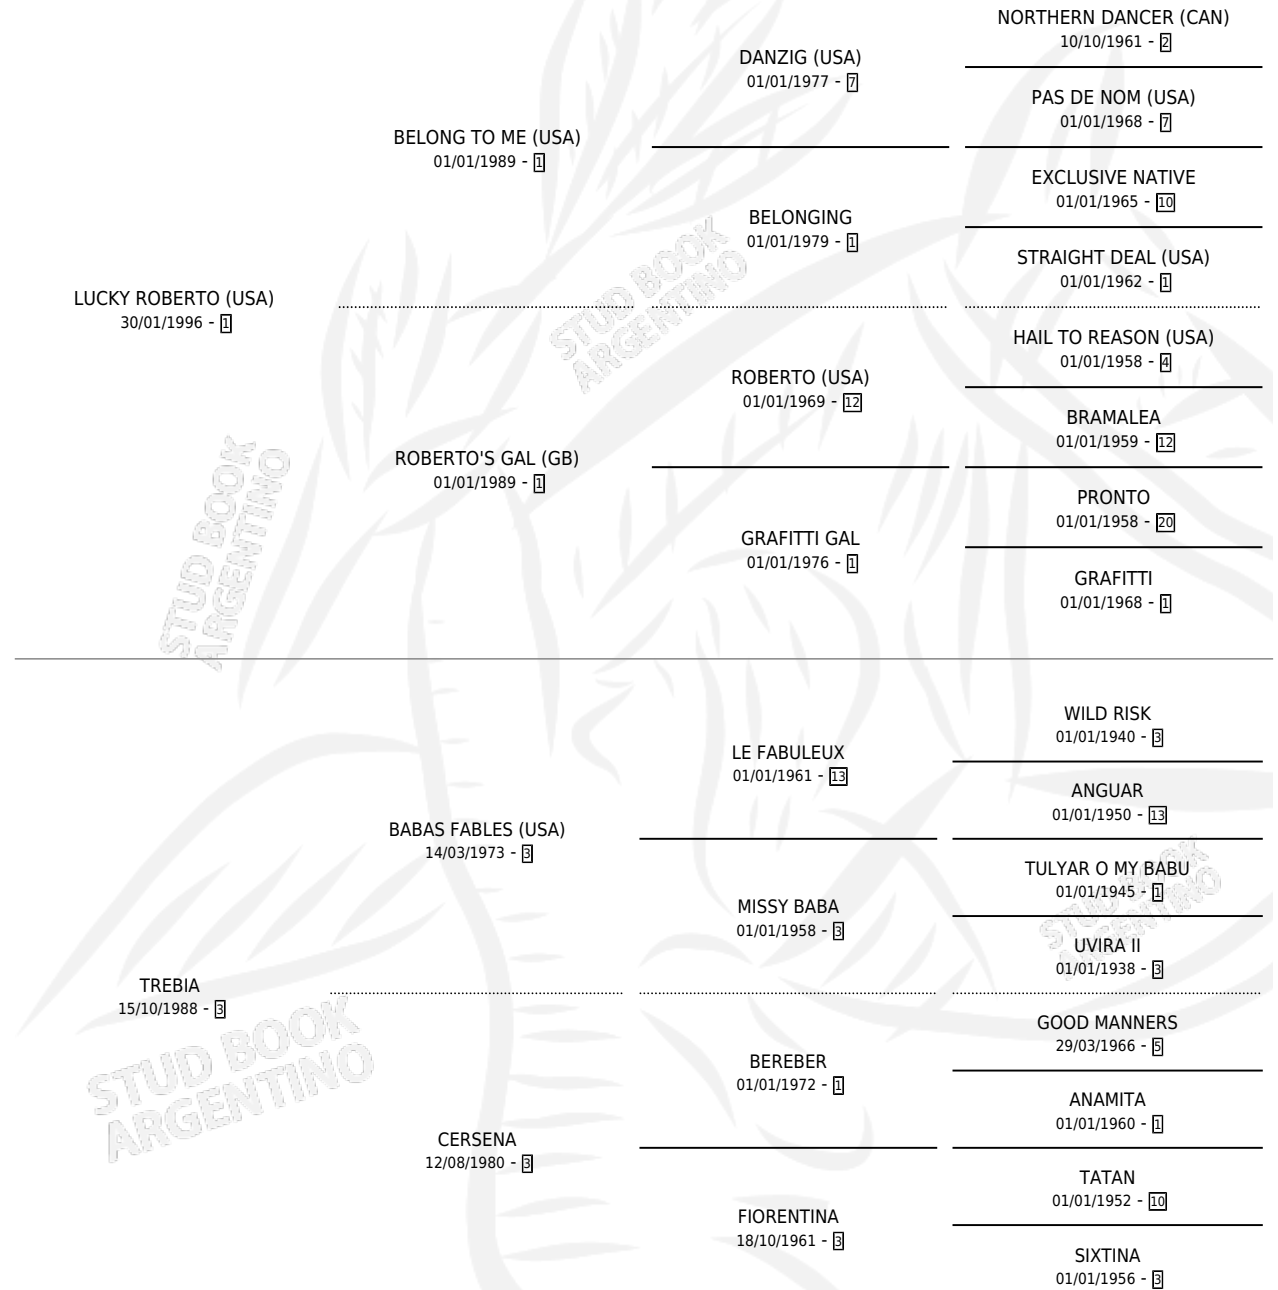 NORTHERN DANCER (CAN)
10/10/1961 - 2
DANZIG (USA)
01/01/1977 - 7
PAS DE NOM (USA)
01/01/1968 - 7
BELONG TO ME (USA)
01/01/1989 - 1
EXCLUSIVE NATIVE
01/01/1965 - 10
BELONGING
01/01/1979 - 1
STRAIGHT DEAL (USA)
01/01/1962 - 1
LUCKY ROBERTO (USA)
30/01/1996 - 1
HAIL TO REASON (USA)
01/01/1958 - 4
ROBERTO (USA)
01/01/1969 - 12
BRAMALEA
01/01/1959 - 12
ROBERTO'S GAL (GB)
01/01/1989 - 1
PRONTO
01/01/1958 - 20
GRAFITTI GAL
01/01/1976 - 1
GRAFITTI
01/01/1968 - 1
WILD RISK
01/01/1940 - 3
LE FABULEUX
01/01/1961 - 13
ANGUAR
01/01/1950 - 13
BABAS FABLES (USA)
14/03/1973 - 3
TULYAR O MY BABU
01/01/1945 - 1
MISSY BABA
01/01/1958 - 3
UVIRA II
01/01/1938 - 3
TREBIA
15/10/1988 - 3
GOOD MANNERS
29/03/1966 - 5
BEREBER
01/01/1972 - 1
ANAMITA
01/01/1960 - 1
CERSENA
12/08/1980 - 3
TATAN
01/01/1952 - 10
FIORENTINA
18/10/1961 - 3
SIXTINA
01/01/1956 - 3
STUD BOOK
ARGENTINO
STUD BOOK
ARGENTINO
STUD BOOK
ARGENTINO
STUD BOOK
ARGENTINO